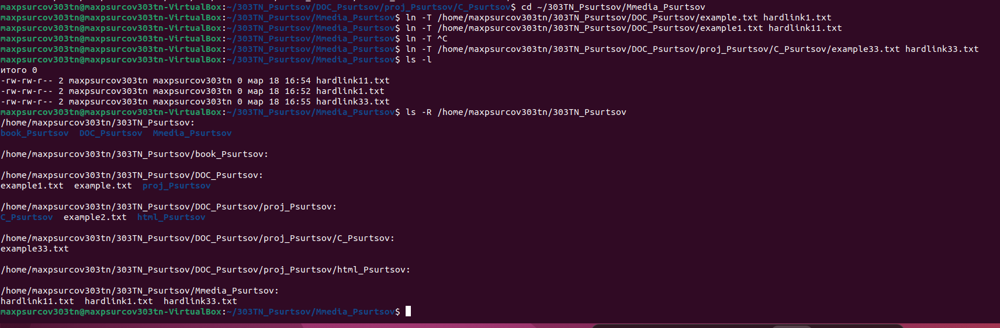 maxpsurcov303tn@maxpsurcov303tn-VirtualBox:~/303TN_Psurtsov/DOC_Psurtsov/proj_Psurtsov/C_Psurtsov$ cd ~/303TN_Psurtsov/Mmedia_Psurtsov
maxpsurcov303tn@maxpsurcov303tn-VirtualBox:~/303TN_Psurtsov/Mmedia_Psurtsov$ ln -T /home/maxpsurcov303tn/303TN_Psurtsov/DOC_Psurtsov/example.txt hardlink1.txt
maxpsurcov303tn@maxpsurcov303tn-VirtualBox:~/303TN_Psurtsov/Mmedia_Psurtsov$ ln -T /home/maxpsurcov303tn/303TN_Psurtsov/DOC_Psurtsov/example1.txt hardlink11.txt
maxpsurcov303tn@maxpsurcov303tn-VirtualBox:~/303TN_Psurtsov/Mmedia_Psurtsov$ ln -T ^C
maxpsurcov303tn@maxpsurcov303tn-VirtualBox:~/303TN_Psurtsov/Mmedia_Psurtsov$ ln -T /home/maxpsurcov303tn/303TN_Psurtsov/DOC_Psurtsov/proj_Psurtsov/C_Psurtsov/example33.txt hardlink33.txt
maxpsurcov303tn@maxpsurcov303tn-VirtualBox:~/303TN_Psurtsov/Mmedia_Psurtsov$ ls -l
итого 0
-rw-rw-r-- 2 maxpsurcov303tn maxpsurcov303tn 0 мар 18 16:54 hardlink11.txt
-rw-rw-r-- 2 maxpsurcov303tn maxpsurcov303tn 0 мар 18 16:52 hardlink1.txt
-rw-rw-r-- 2 maxpsurcov303tn maxpsurcov303tn 0 мар 18 16:55 hardlink33.txt
maxpsurcov303tn@maxpsurcov303tn-VirtualBox:~/303TN_Psurtsov/Mmedia_Psurtsov$ ls -R /home/maxpsurcov303tn/303TN_Psurtsov
/home/maxpsurcov303tn/303TN_Psurtsov:
book_Psurtsov  DOC_Psurtsov  Mmedia_Psurtsov
/home/maxpsurcov303tn/303TN_Psurtsov/book_Psurtsov:
/home/maxpsurcov303tn/303TN_Psurtsov/DOC_Psurtsov:
example1.txt  example.txt  proj_Psurtsov
/home/maxpsurcov303tn/303TN_Psurtsov/DOC_Psurtsov/proj_Psurtsov:
C_Psurtsov  example2.txt  html_Psurtsov
/home/maxpsurcov303tn/303TN_Psurtsov/DOC_Psurtsov/proj_Psurtsov/C_Psurtsov:
example33.txt
/home/maxpsurcov303tn/303TN_Psurtsov/DOC_Psurtsov/proj_Psurtsov/html_Psurtsov:
/home/maxpsurcov303tn/303TN_Psurtsov/Mmedia_Psurtsov:
hardlink11.txt  hardlink1.txt  hardlink33.txt
maxpsurcov303tn@maxpsurcov303tn-VirtualBox:~/303TN_Psurtsov/Mmedia_Psurtsov$